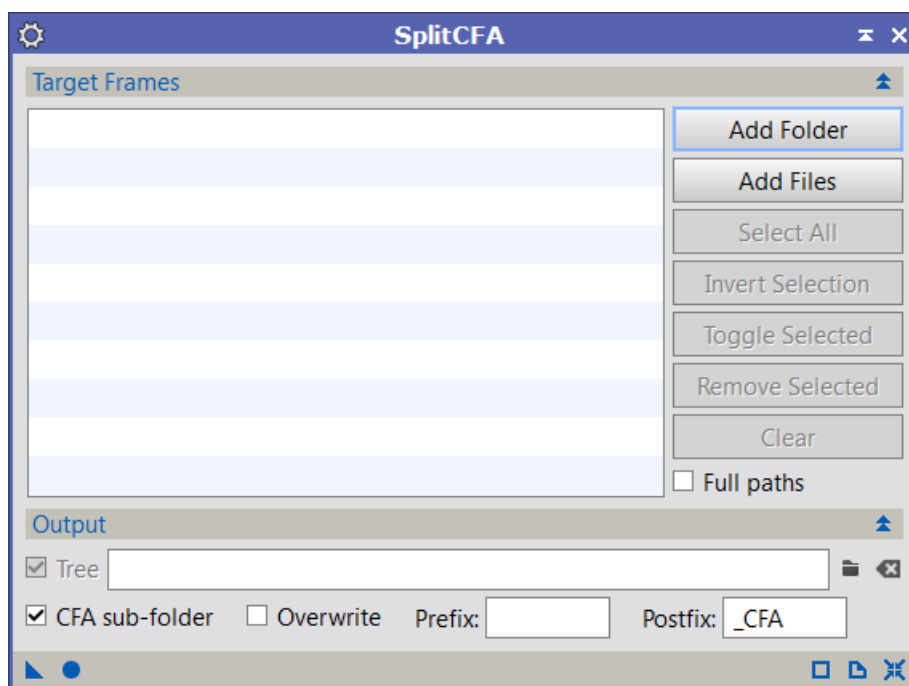 SplitCFA
Target Frames
Add Folder
Add Files
Select All
Invert Selection
Toggle Selected
Remove Selected
Clear
Full paths
Output
Tree
CFA sub-folder Overwrite Prefix: Postfix: _CFA